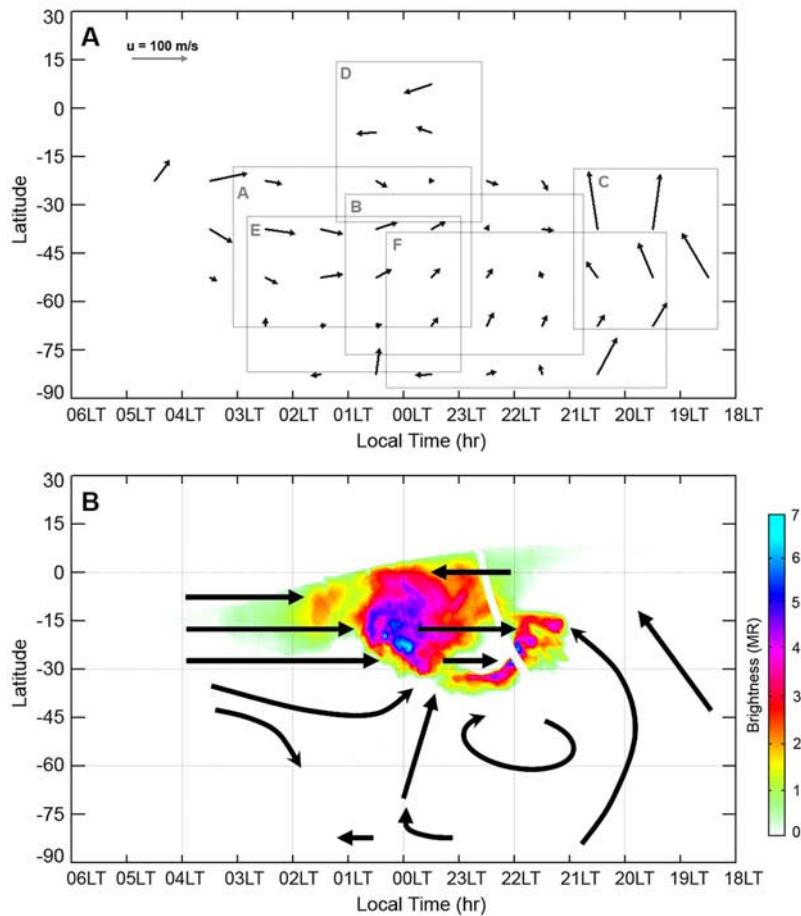 A
u = 100 m/s
30
15
0
-15
-30
-45
-60
-75
-90
Latitude
D
A
B
C
E
F
06LT 05LT 04LT 03LT 02LT 01LT 00LT 23LT 22LT 21LT 20LT 19LT 18LT
Local Time (hr)
B
30
15
0
-15
-30
-45
-60
-75
-90
Latitude
06LT 05LT 04LT 03LT 02LT 01LT 00LT 23LT 22LT 21LT 20LT 19LT 18LT
Local Time (hr)
7
6
5
4
3
2
1
0
Brightness (MR)